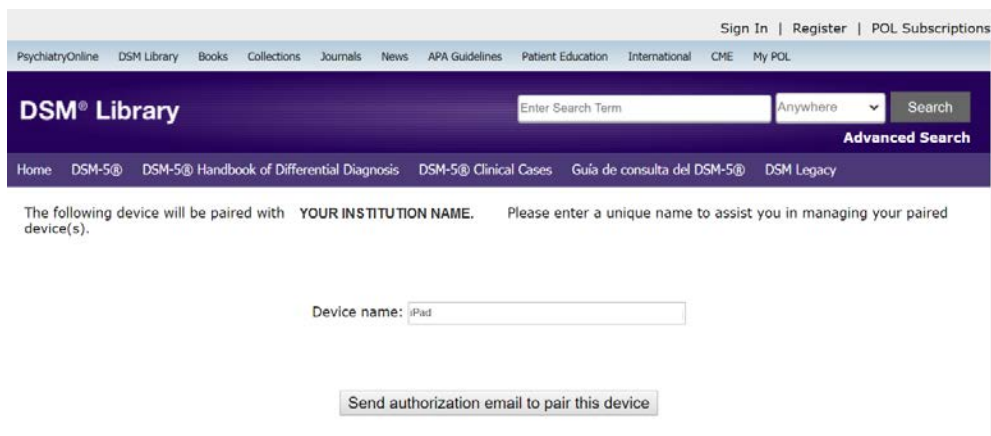 Sign In | Register | POL Subscriptions
PsychiatryOnline DSM Library Books Collections Journals News APA Guidelines Patient Education International CME My POL
DSM® Library
Enter Search Term Anywhere Search
Advanced Search
Home DSM-5® DSM-5® Handbook of Differential Diagnosis DSM-5® Clinical Cases Guía de consulta del DSM-5® DSM Legacy
The following device will be paired with YOUR INSTITUTION NAME. Please enter a unique name to assist you in managing your paired
device(s).
Device name: iPad
Send authorization email to pair this device